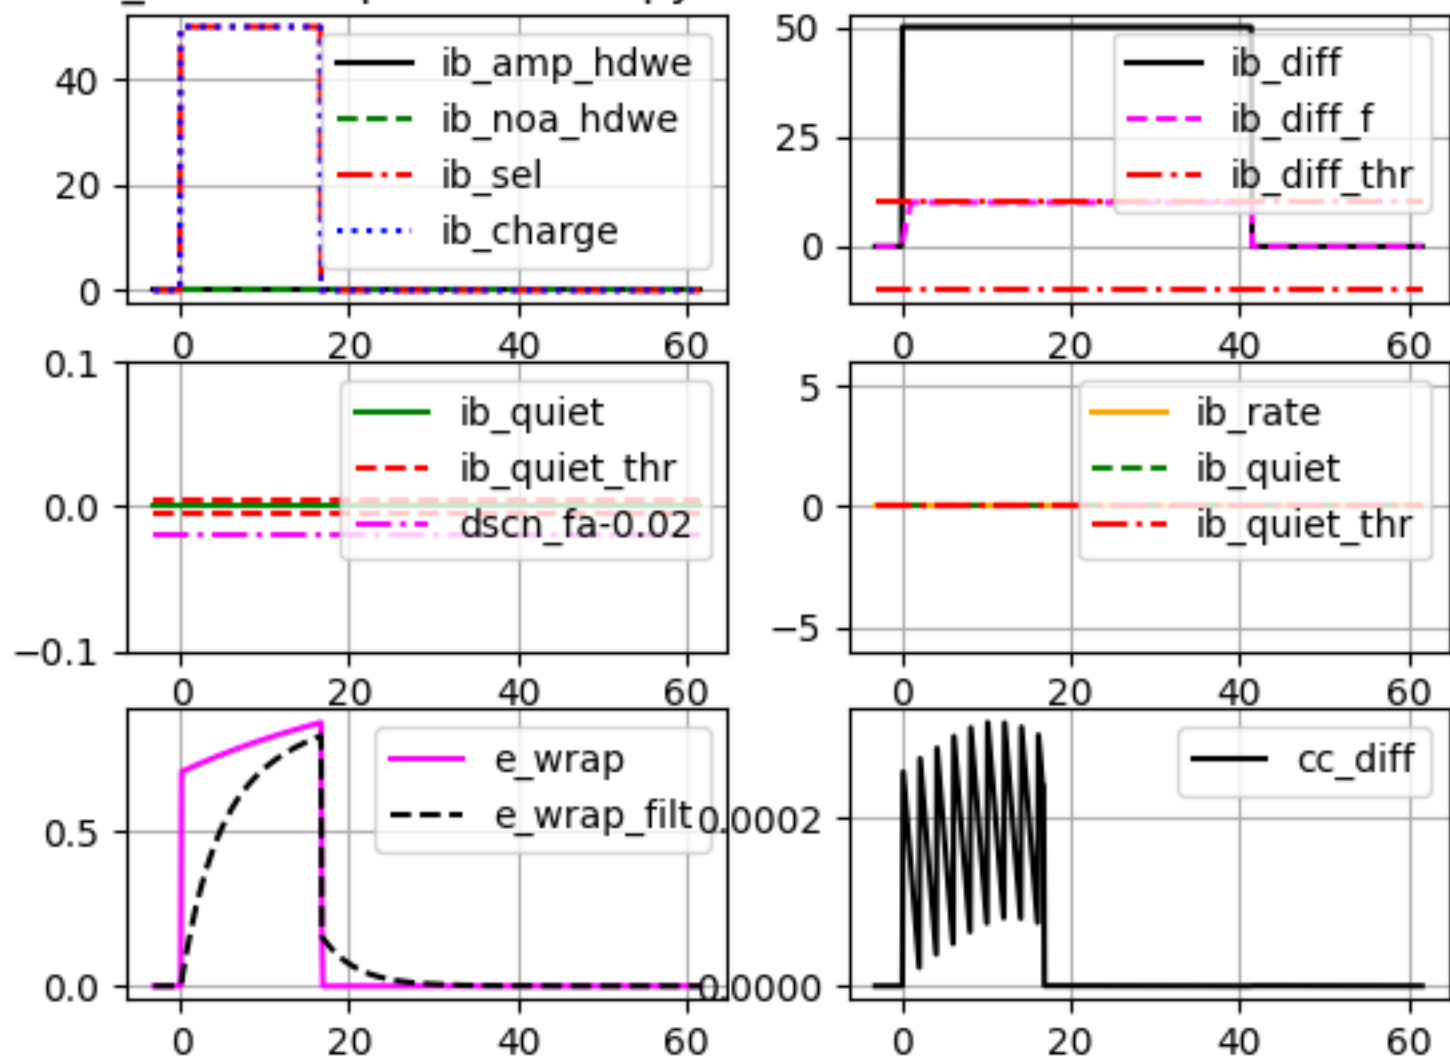 40
20
0
0 20 40 60
ib_amp_hdwe
ib_noa_hdwe
ib_sel
ib_charge
50
25
0
0 20 40 60
ib_diff
ib_diff_f
ib_diff_thr
0.1
0.0
−0.1
0 20 40 60
ib_quiet
ib_quiet_thr
dscn_fa-0.02
5
0
−5
0 20 40 60
ib_rate
ib_quiet
ib_quiet_thr
0.5
0.0
0 20 40 60
e_wrap
e_wrap_filt
0.0002
0.0000
0 20 40 60
cc_diff